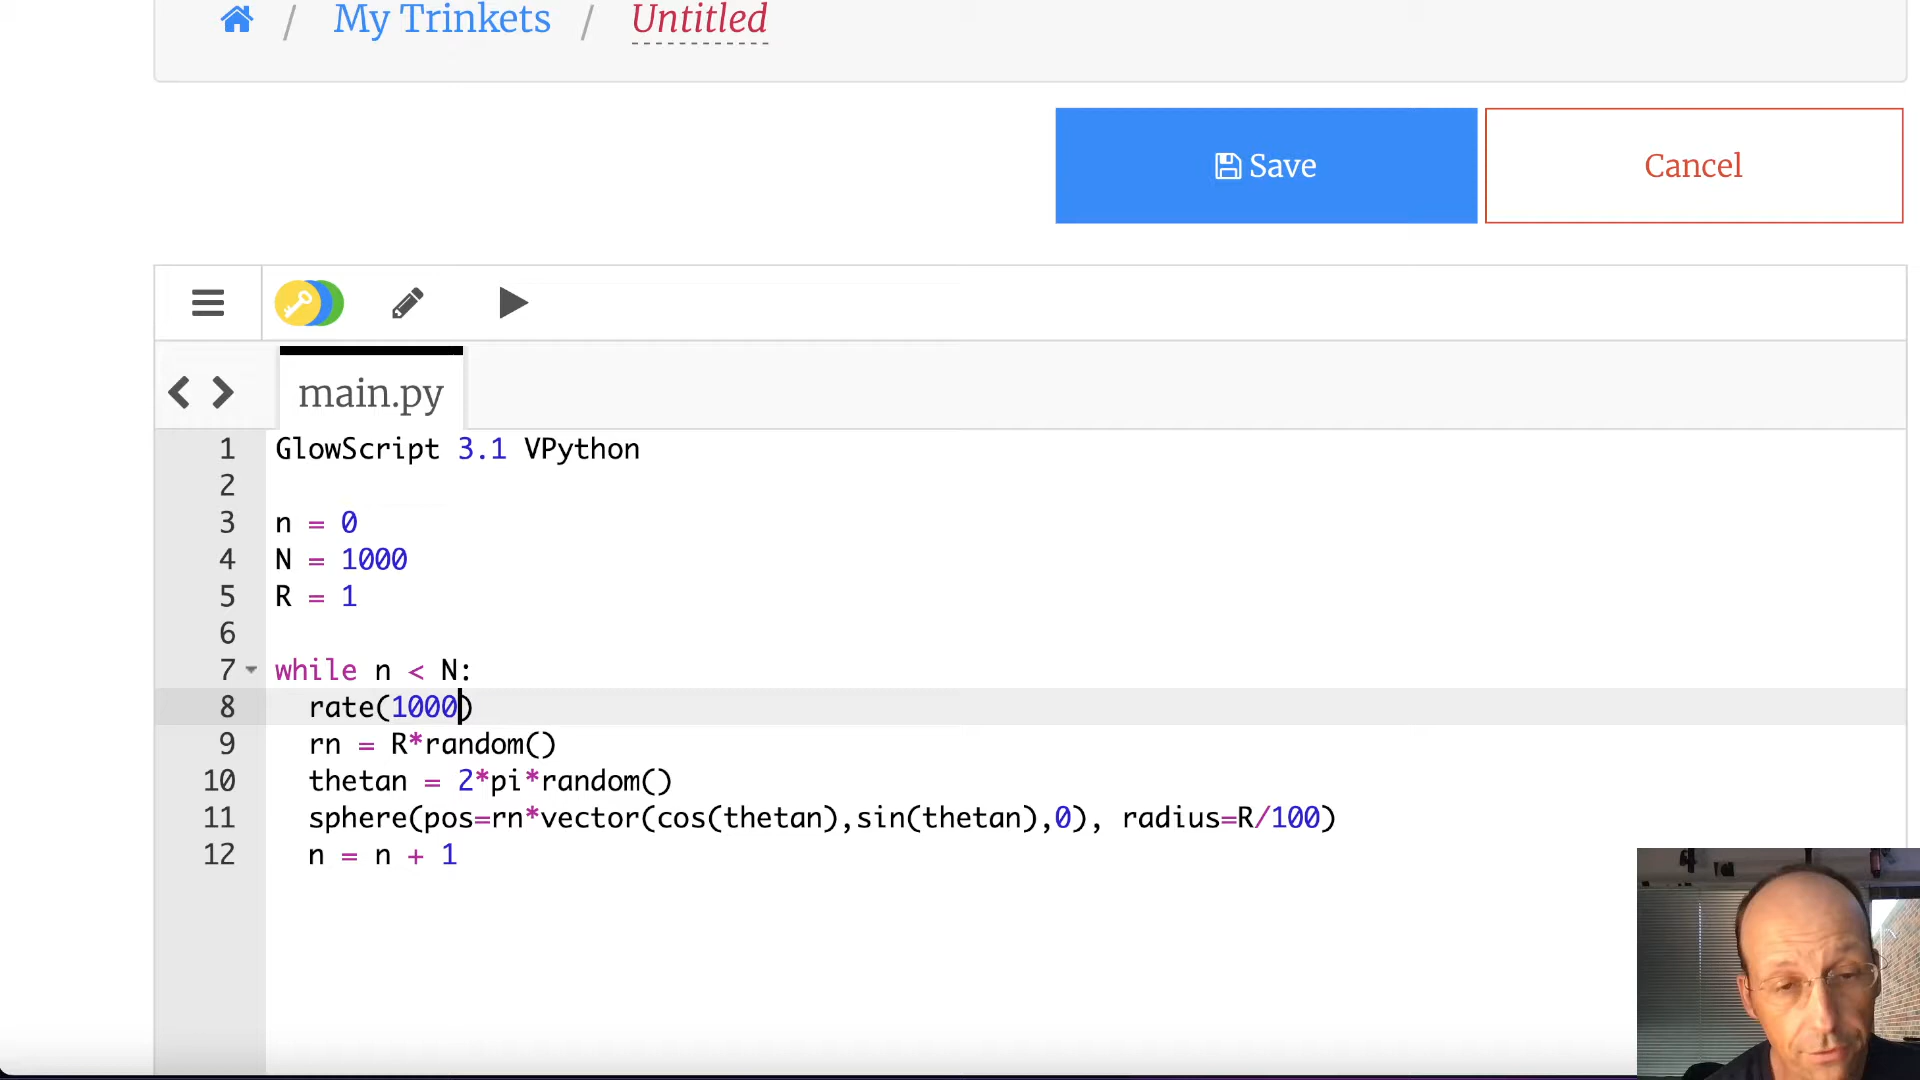 / My Trinkets / Untitled
Save
Cancel
main.py
1 GlowScript 3.1 VPython
2
3 n = 0
4 N = 1000
5 R = 1
6
7 while n < N:
8   rate(1000)
9   rn = R*random()
10   thetan = 2*pi*random()
11   sphere(pos=rn*vector(cos(thetan),sin(thetan),0), radius=R/100)
12   n = n + 1